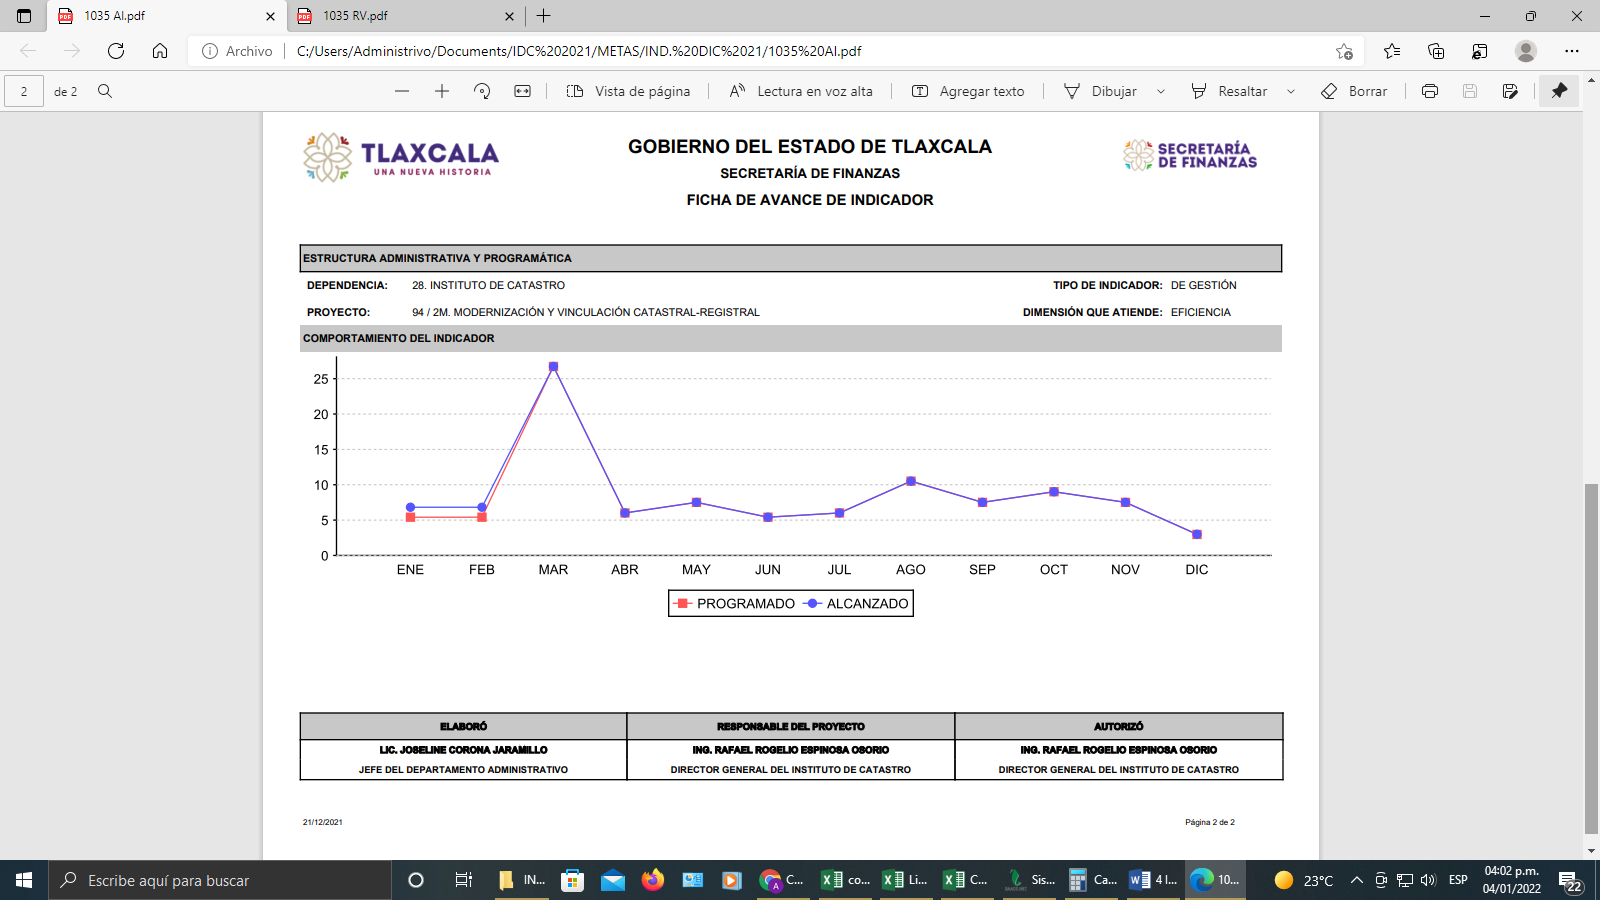 1035 AI.pdf
1035 RV.pdf
Archivo
C:/Users/Administrivo/Documents/IDC%202021/METAS/IND.%20DIC%2021/1035%20AI.pdf
2
de 2
Vista de página
Lectura en voz alta
Agregar texto
Dibujar
Resaltar
Borrar
TLAXCALA
UNA NUEVA HISTORIA
GOBIERNO DEL ESTADO DE TLAXCALA
SECRETARÍA DE FINANZAS
FICHA DE AVANCE DE INDICADOR
SECRETARÍA
DE FINANZAS
ESTRUCTURA ADMINISTRATIVA Y PROGRAMÁTICA
DEPENDENCIA: 28. INSTITUTO DE CATASTRO TIPO DE INDICADOR: DE GESTIÓN
PROYECTO: 94 / 2M. MODERNIZACIÓN Y VINCULACIÓN CATASTRAL-REGISTRAL DIMENSIÓN QUE ATIENDE: EFICIENCIA
COMPORTAMIENTO DEL INDICADOR
25
20
15
10
5
0
ENE FEB MAR ABR MAY JUN JUL AGO SEP OCT NOV DIC
PROGRAMADO ALCANZADO
ELABORÓ RESPONSABLE DEL PROYECTO AUTORIZÓ
LIC. JOSELINE CORONA JARAMILLO ING. RAFAEL ROGELIO ESPINOSA OSORIO ING. RAFAEL ROGELIO ESPINOSA OSORIO
JEFE DEL DEPARTAMENTO ADMINISTRATIVO DIRECTOR GENERAL DEL INSTITUTO DE CATASTRO DIRECTOR GENERAL DEL INSTITUTO DE CATASTRO
21/12/2021 Página 2 de 2
Escribe aquí para buscar
IN...
C...
co...
Li...
C...
Sis...
Ca...
4 l...
10...
23°C
ESP
04:02 p.m.
04/01/2022
22